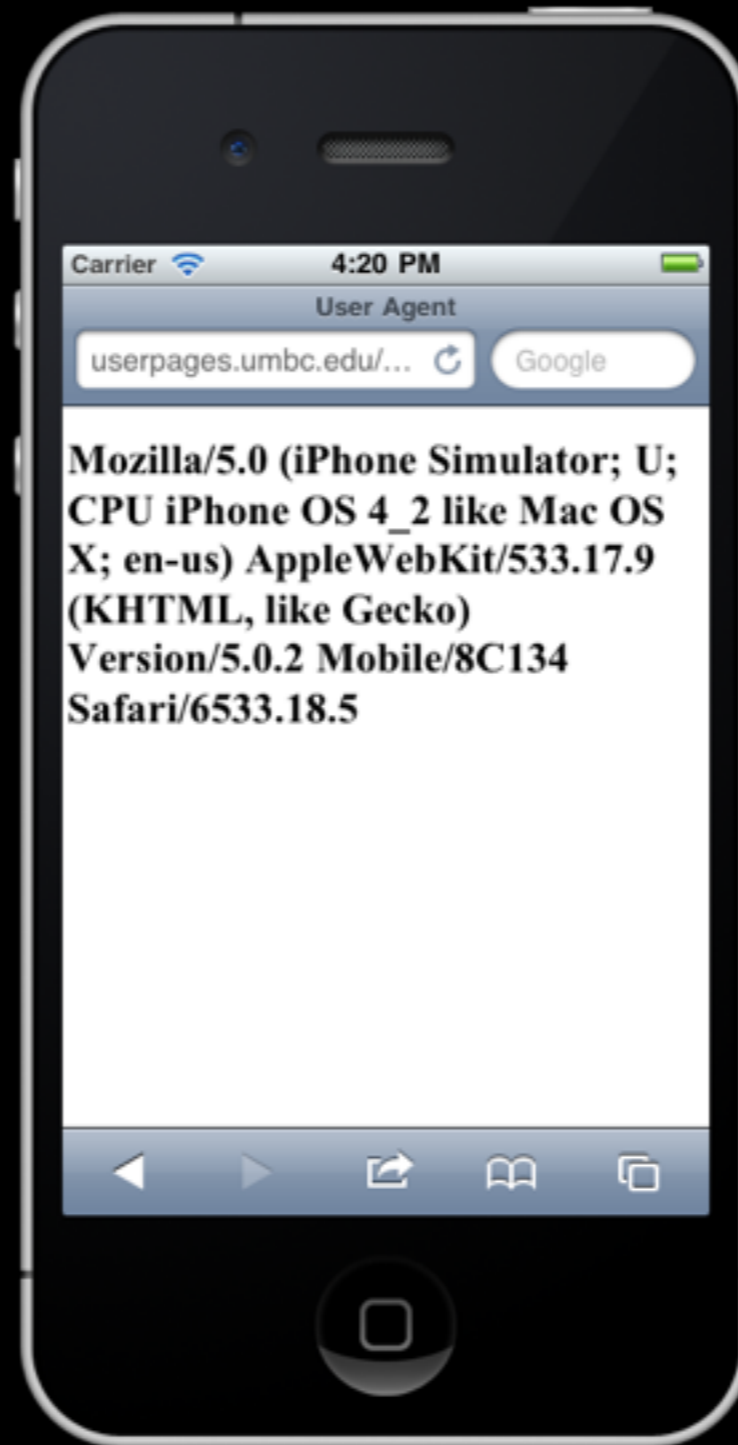 Carrier 4:20 PM
User Agent
userpages.umbc.edu/... Google
Mozilla/5.0 (iPhone Simulator; U;
CPU iPhone OS 4_2 like Mac OS
X; en-us) AppleWebKit/533.17.9
(KHTML, like Gecko)
Version/5.0.2 Mobile/8C134
Safari/6533.18.5